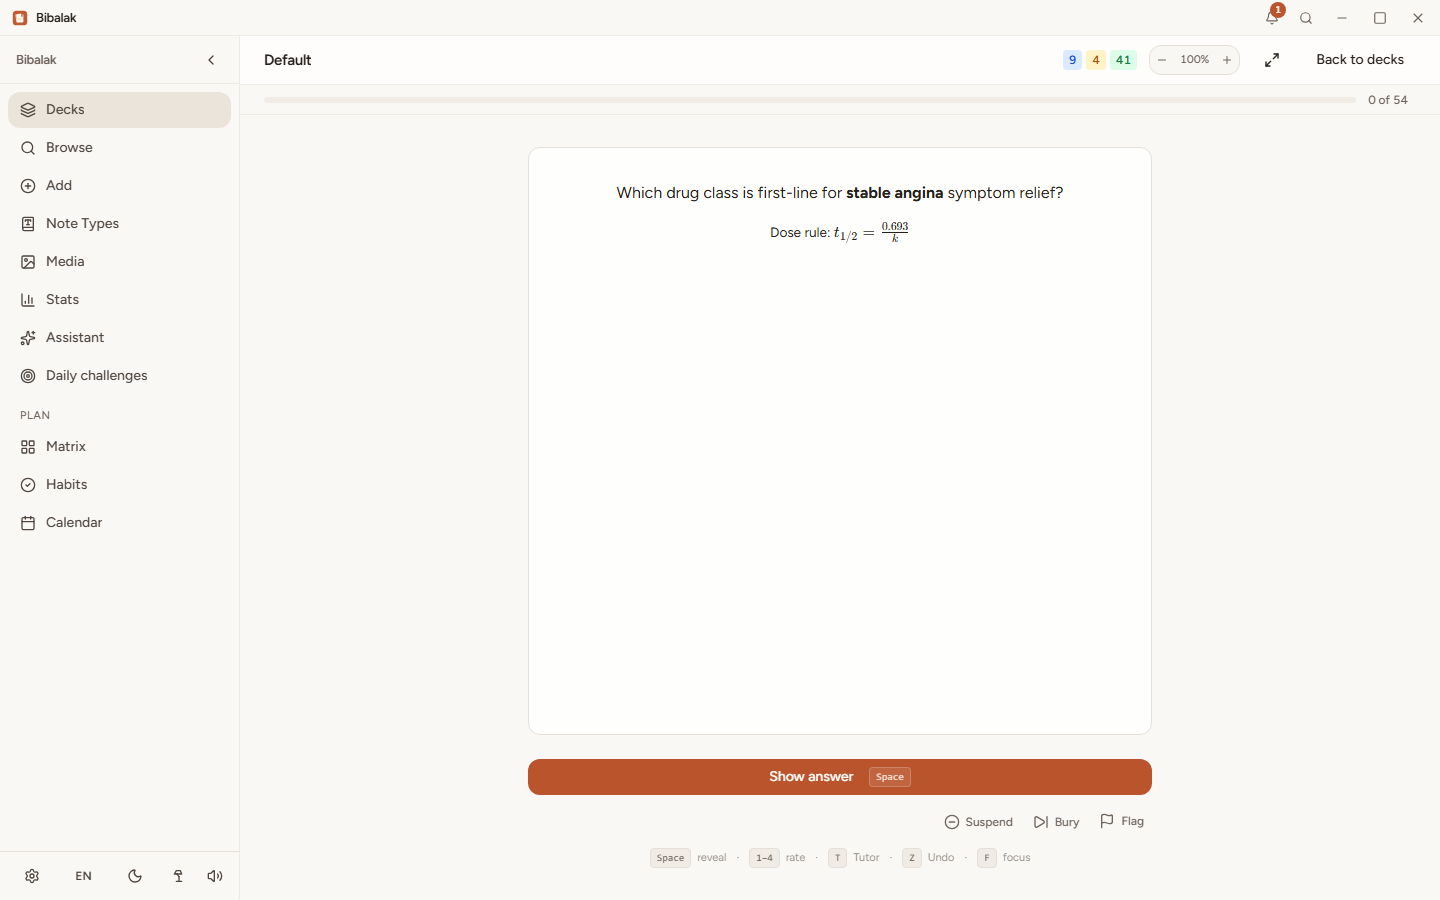 Bibalak
1
Bibalak
Default
9 4 41
100%
Back to decks
0 of 54
Decks
Browse
Add
Note Types
Media
Stats
Assistant
Daily challenges
PLAN
Matrix
Habits
Calendar
Which drug class is first-line for stable angina symptom relief?
Dose rule: t_{1/2} = \frac{0.693}{k}
Show answer Space
Suspend Bury Flag
Space reveal · 1–4 rate · T Tutor · Z Undo · F focus
EN